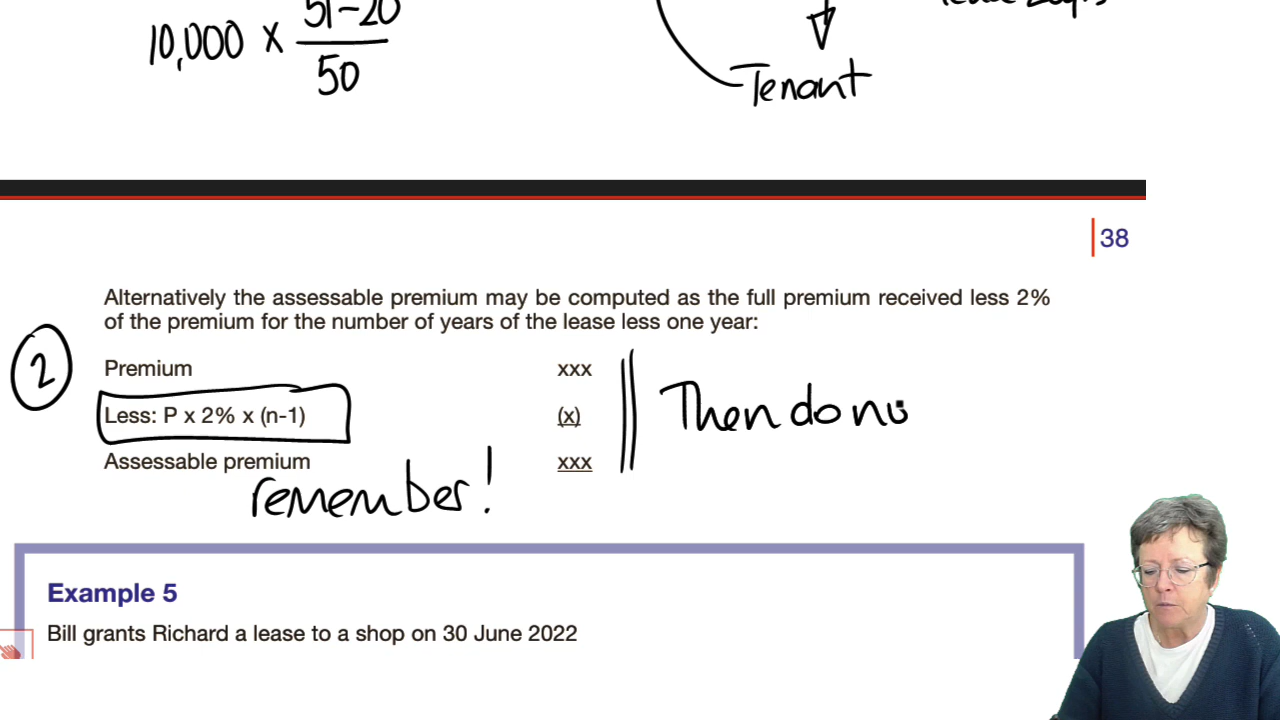 10,000 x 51-20
50
Tenant
38
Alternatively the assessable premium may be computed as the full premium received less 2%
of the premium for the number of years of the lease less one year:
2
Premium xxx
Less: P x 2% x (n-1) (x)
Assessable premium xxx
Then do nu
remember!
Example 5
Bill grants Richard a lease to a shop on 30 June 2022